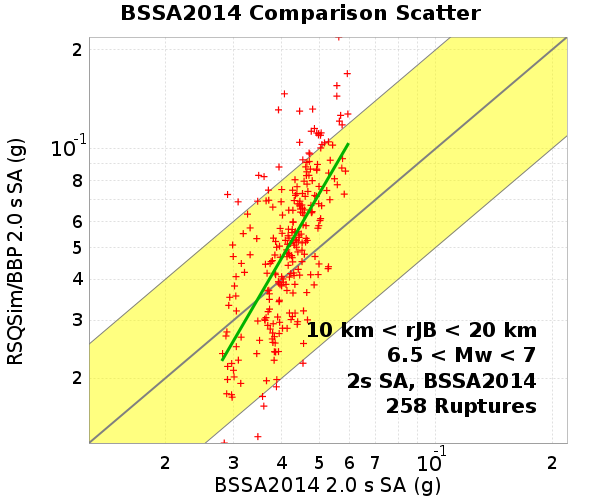 BSSA2014 Comparison Scatter
RSQSim/BBP 2.0 s SA (g)
2
10-1
8
6
5
4
3
2
10 km < rJB < 20 km
6.5 < Mw < 7
2s SA, BSSA2014
258 Ruptures
2 3 4 5 6 7 10-1 2
BSSA2014 2.0 s SA (g)